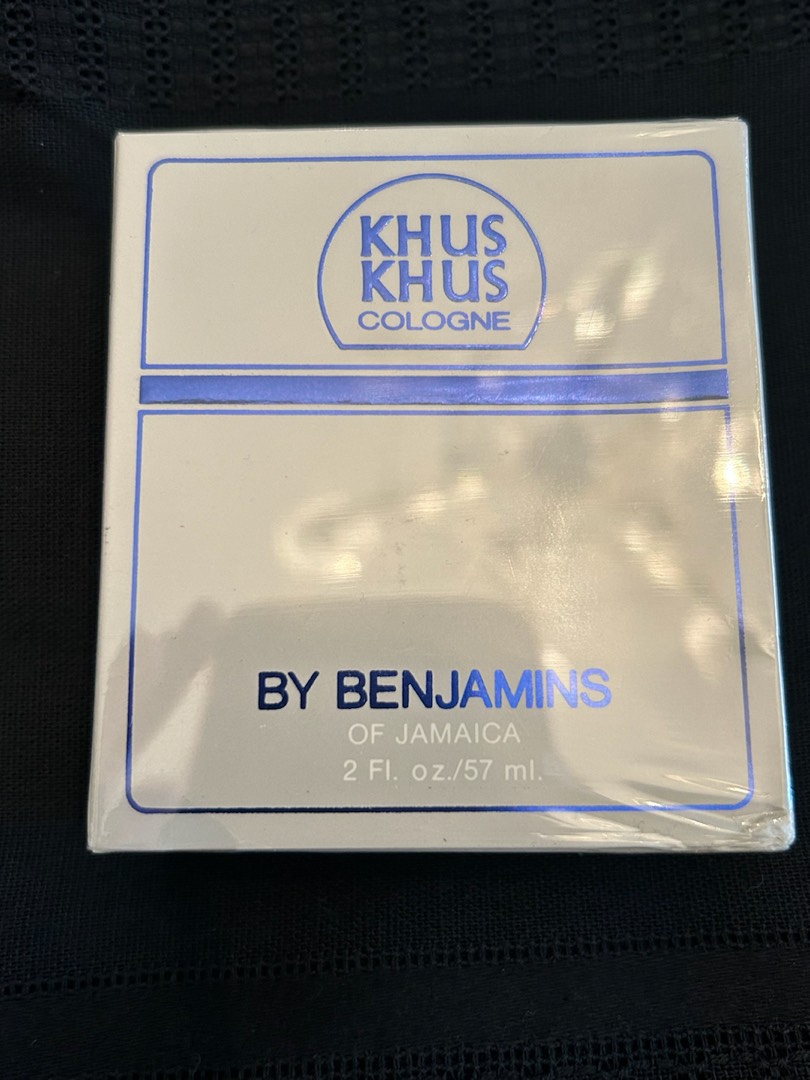 KHUS
KHUS
COLOGNE
BY BENJAMINS
OF JAMAICA
2 Fl. oz./57 ml.